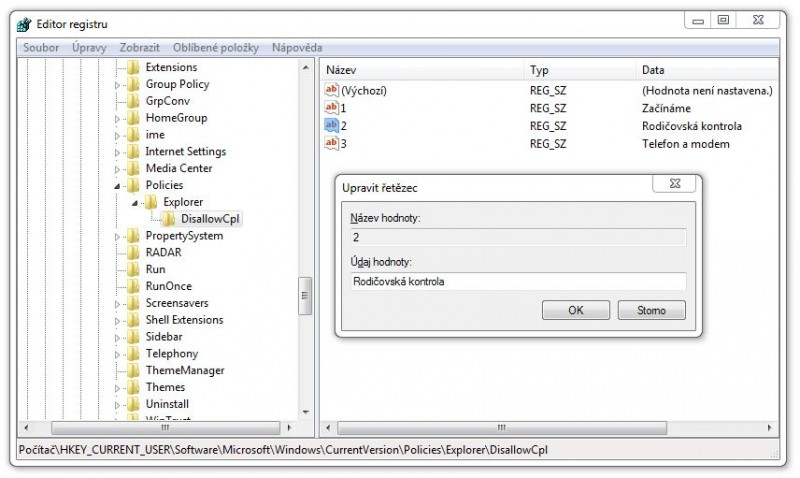 Editor registru
Soubor Úpravy Zobrazit Oblíbené položky Nápověda
Extensions
Group Policy
GrpConv
HomeGroup
ime
Internet Settings
Media Center
Policies
Explorer
DisallowCpl
PropertySystem
RADAR
Run
RunOnce
Screensavers
Shell Extensions
Sidebar
Telephony
ThemeManager
Themes
Uninstall
WinTrust
Název Typ Data
(Výchozí) REG_SZ (Hodnota není nastavena.)
1 REG_SZ Začínáme
2 REG_SZ Rodičovská kontrola
3 REG_SZ Telefon a modem
Upravit řetězec
Název hodnoty:
2
Údaj hodnoty:
Rodičovská kontrola
OK Storno
Počítač\HKEY_CURRENT_USER\Software\Microsoft\Windows\CurrentVersion\Policies\Explorer\DisallowCpl